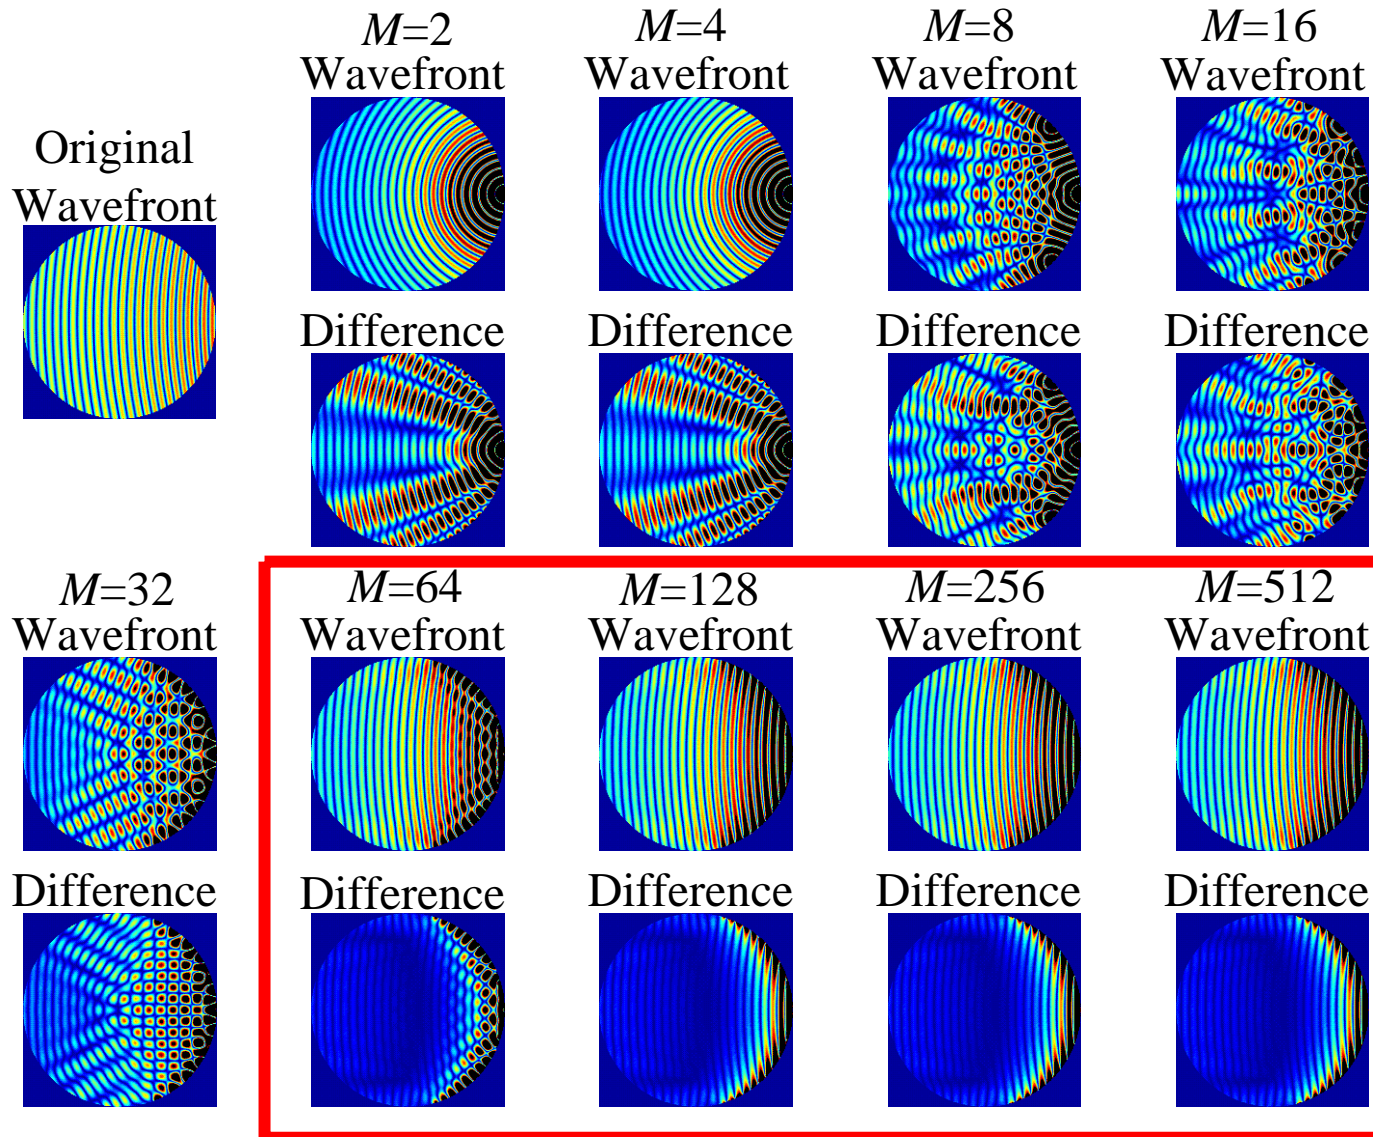 Original
Wavefront
M=2
Wavefront
Difference
M=4
Wavefront
Difference
M=8
Wavefront
Difference
M=16
Wavefront
Difference
M=32
Wavefront
Difference
M=64
Wavefront
Difference
M=128
Wavefront
Difference
M=256
Wavefront
Difference
M=512
Wavefront
Difference